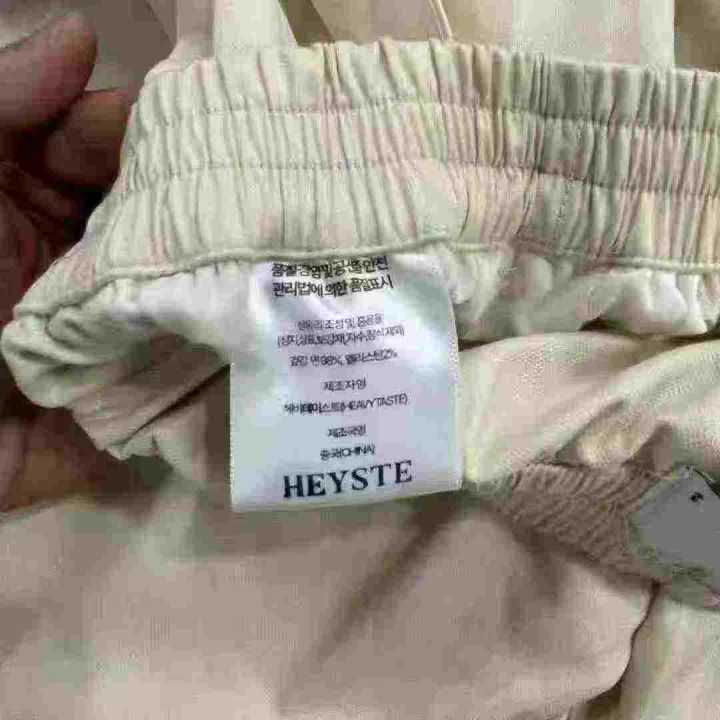 품질경영및공산품안전
관리법에 의한 품질표시
섬유의 조성 및 혼용율
(상지,상표,보강재,자수,장식제외)
겉감 면98%, 엘라스틴2%
제조자명
헤비테이스트(HEAVYTASTE)
제조국명
중국(CHINA)
HEYSTE